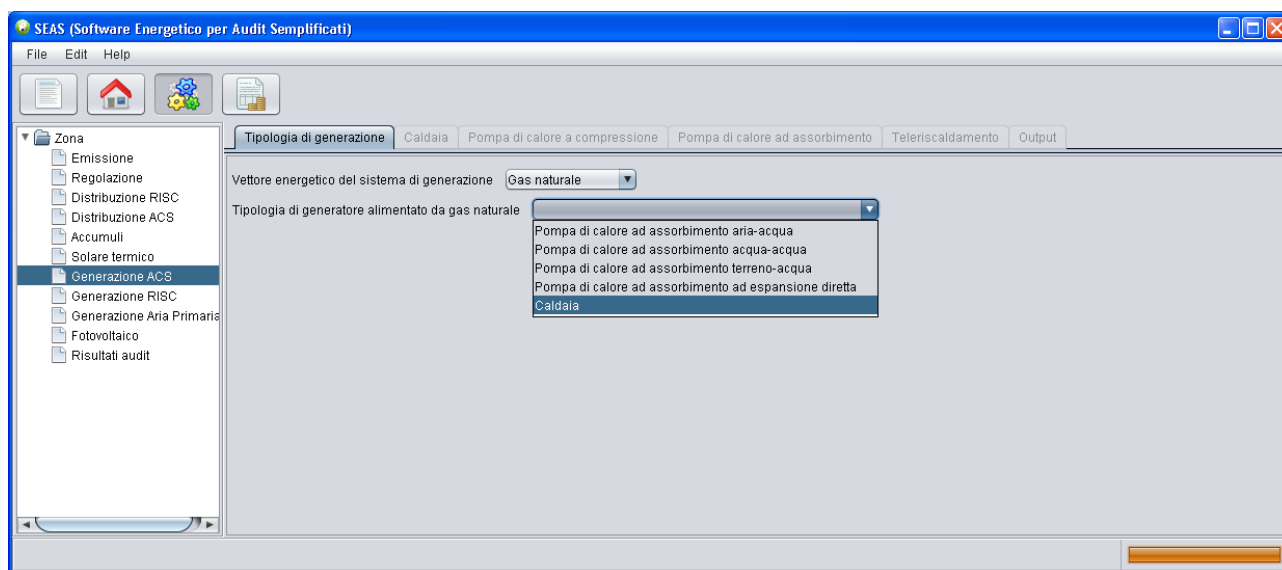 SEAS (Software Energetico per Audit Semplificati)
File Edit Help
Zona
Emissione
Regolazione
Distribuzione RISC
Distribuzione ACS
Accumuli
Solare termico
Generazione ACS
Generazione RISC
Generazione Aria Primaria
Fotovoltaico
Risultati audit
Tipologia di generazione Caldaia Pompa di calore a compressione Pompa di calore ad assorbimento Teleriscaldamento Output
Vettore energetico del sistema di generazione Gas naturale
Tipologia di generatore alimentato da gas naturale
Pompa di calore ad assorbimento aria-acqua
Pompa di calore ad assorbimento acqua-acqua
Pompa di calore ad assorbimento terreno-acqua
Pompa di calore ad assorbimento ad espansione diretta
Caldaia